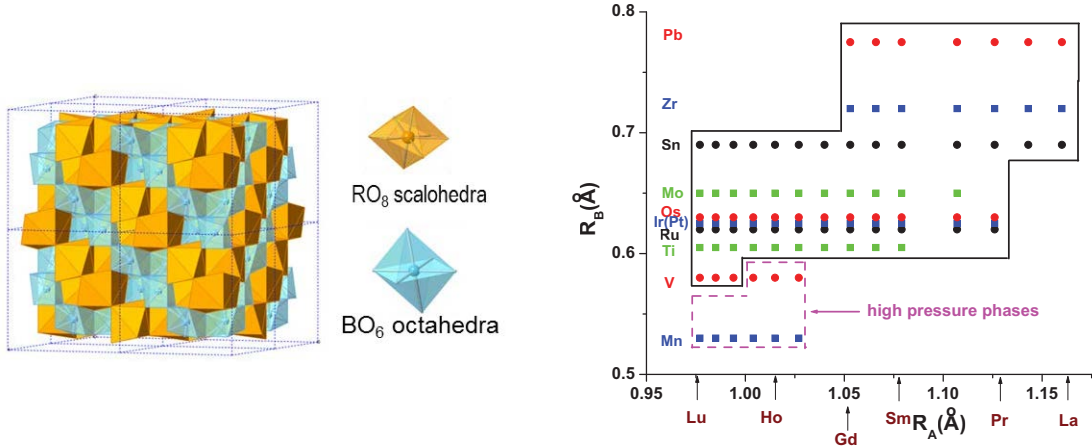 RO8 scalohedra
BO6 octahedra
0.8
0.7
0.6
0.5
RB(Å)
Pb
Zr
Sn
Mo
Os
Ir(Pt)
Ru
Ti
V
Mn
high pressure phases
0.95
1.00
1.05
1.10
1.15
Lu
Ho
Gd
Sm
RA(Å)
Pr
La